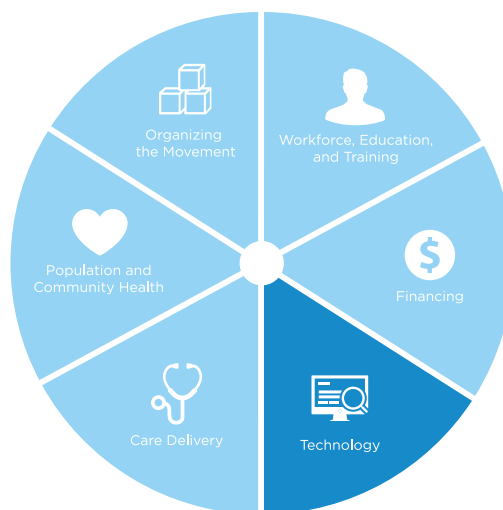 Organizing
the Movement
Workforce, Education,
and Training
Population and
Community Health
$
Financing
Care Delivery
Technology